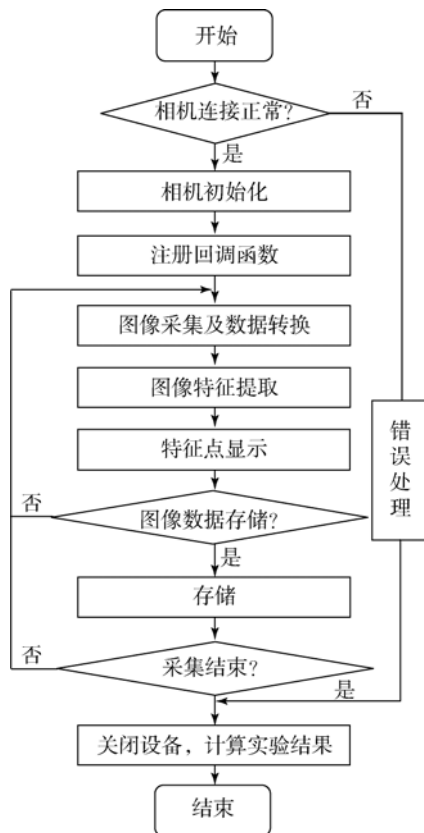 开始
相机连接正常?
否
是
相机初始化
注册回调函数
图像采集及数据转换
图像特征提取
特征点显示
错误处理
否
图像数据存储?
是
存储
否
采集结束?
是
关闭设备，计算实验结果
结束